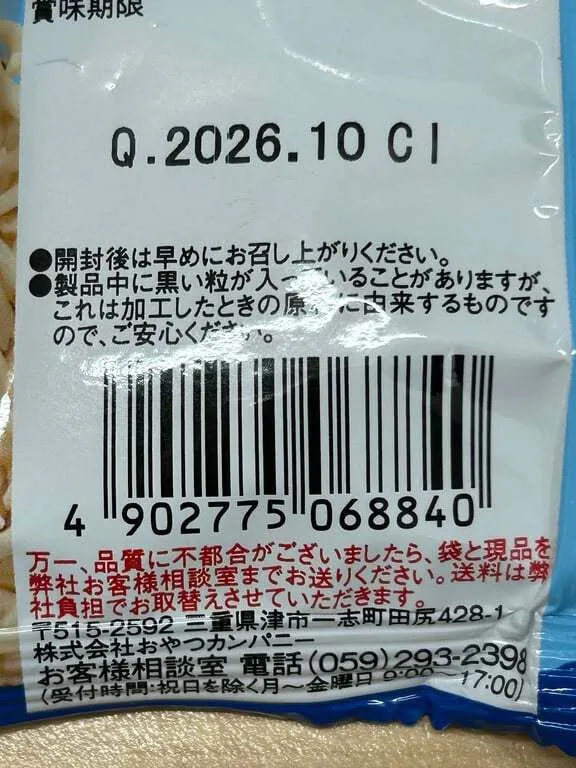 賞味期限
Q.2026.10 CI
●開封後は早めにお召し上がりください。
●製品中に黒い粒が入っていることがありますが、
これは加工したときの原料に由来するものです
ので、ご安心ください。
4 902775 068840
万一、品質に不都合がございましたら、袋と現品を
弊社お客様相談室までお送りください。送料は弊
社負担でお取替えさせていただきます。
〒515-2592 三重県津市一志町田尻428-1
株式会社おやつカンパニー
お客様相談室 電話(059)293-2398
(受付時間:祝日を除く月～金曜日 9:00～17:00)